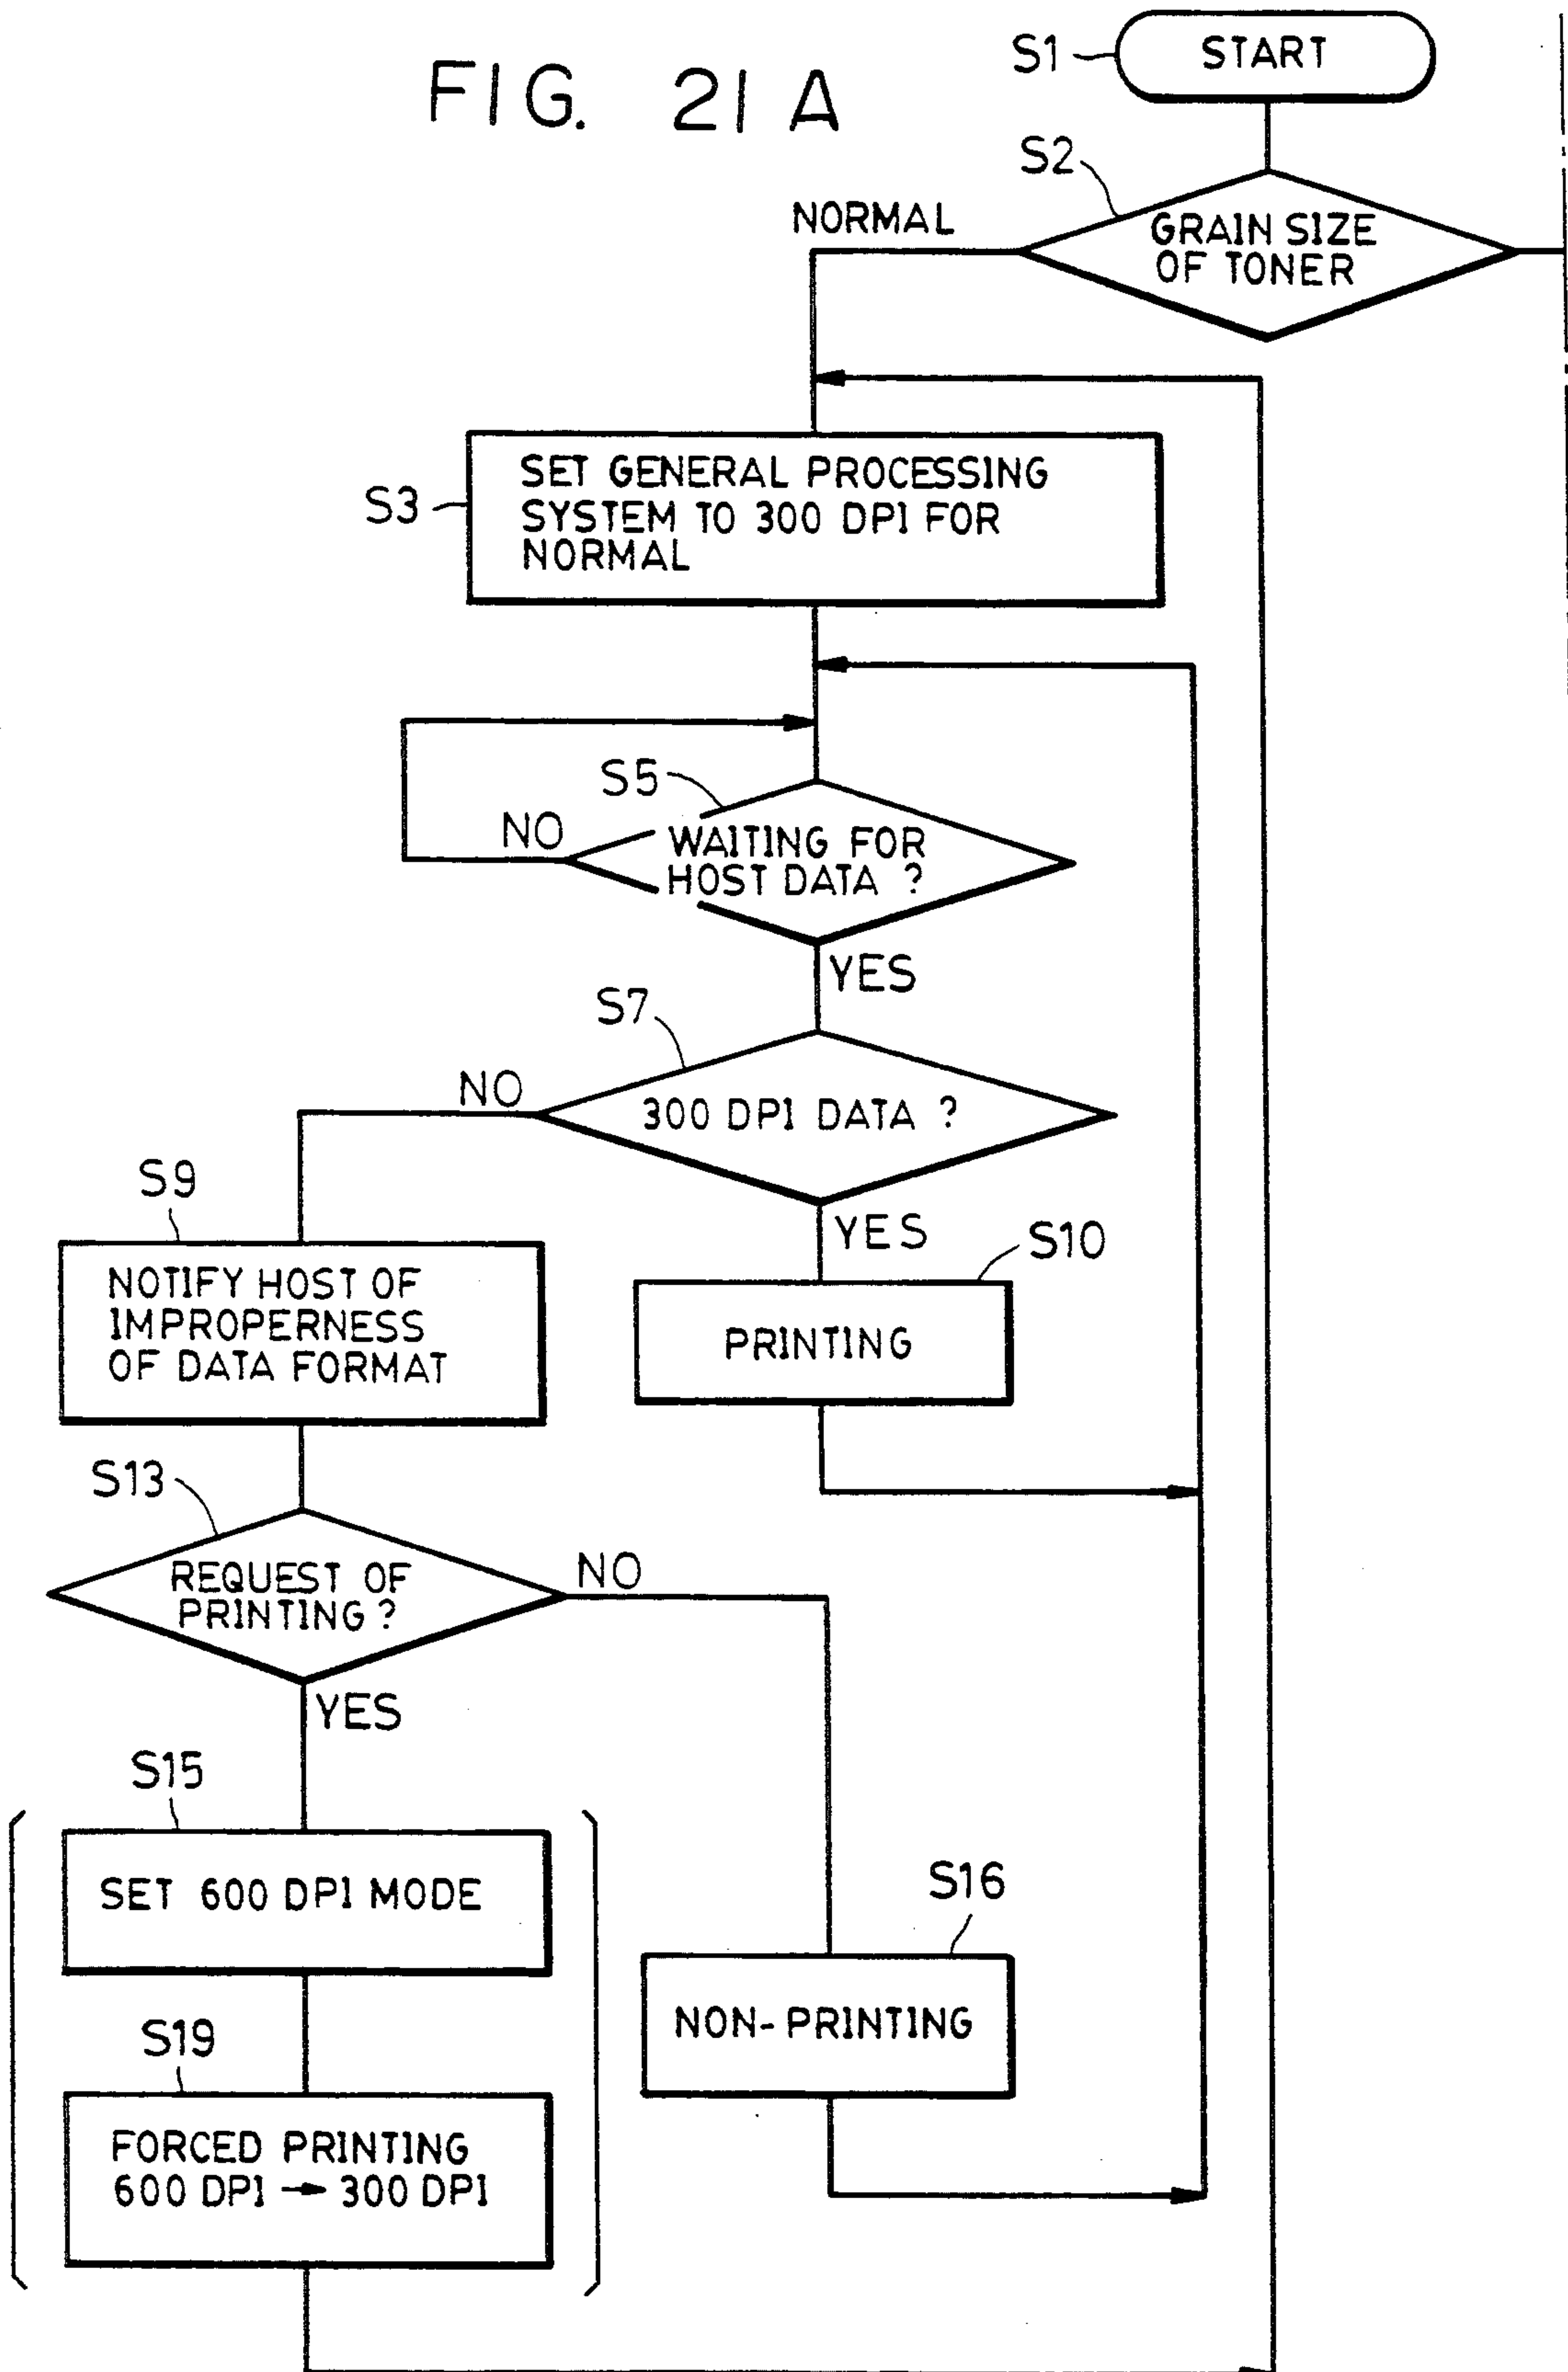 FIG. 21 A
S1
START
S2
NORMAL
GRAIN SIZE
OF TONER
S3
SET GENERAL PROCESSING
SYSTEM TO 300 DPI FOR
NORMAL
S5
NO
WAITING FOR
HOST DATA ?
YES
S7
NO
300 DPI DATA ?
YES
S9
NOTIFY HOST OF
IMPROPERNESS
OF DATA FORMAT
S10
PRINTING
S13
REQUEST OF
PRINTING ?
NO
YES
S15
SET 600 DPI MODE
S16
NON-PRINTING
S19
FORCED PRINTING
600 DPI → 300 DPI